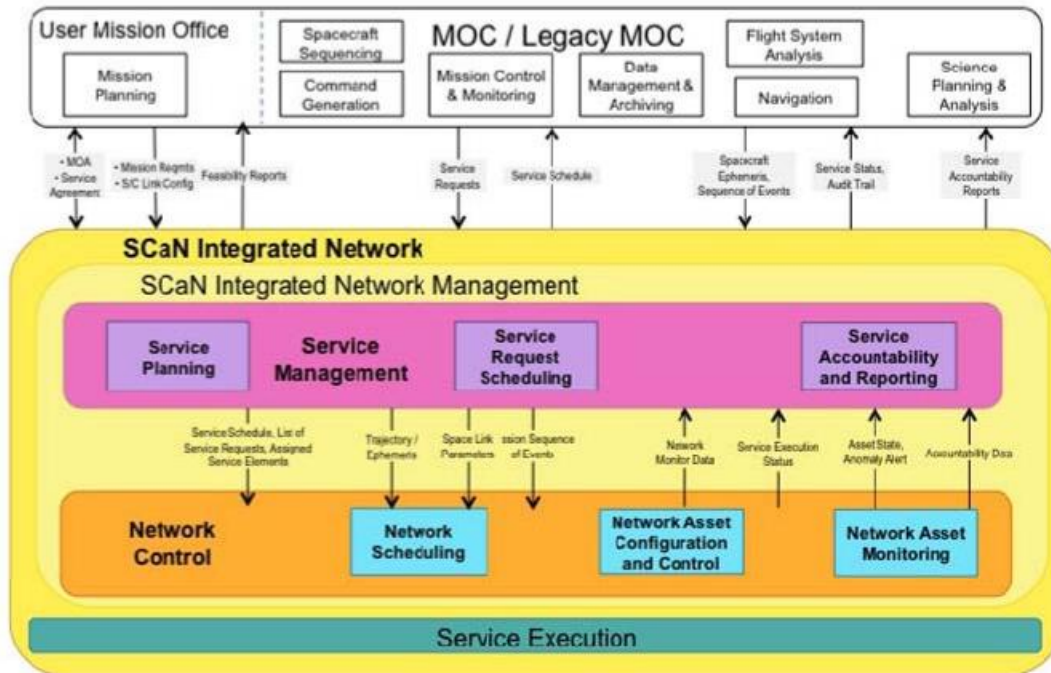 User Mission Office
MOC / Legacy MOC
Mission
Planning
Spacecraft
Sequencing
Command
Generation
Mission Control
& Monitoring
Data
Management &
Archiving
Flight System
Analysis
Navigation
Science
Planning &
Analysis
• MOA
• Service
Agreement
• Mission Reqmts
• S/C Link Config
Feasibility Reports
Service
Requests
Service Schedule
Spacecraft
Ephemeris,
Sequence of Events
Service Status,
Audit Trail
Service
Accountability
Reports
SCaN Integrated Network
SCaN Integrated Network Management
Service
Planning
Service
Management
Service
Request
Scheduling
Service
Accountability
and Reporting
Service Schedule, List of
Service Requests, Assigned
Service Elements
Trajectory /
Ephemeris
Space Link
Parameters
ssion Sequence
of Events
Network
Monitor Data
Service Execution
Status
Asset State,
Anomaly Alert
Accountability Data
Network
Control
Network
Scheduling
Network Asset
Configuration
and Control
Network Asset
Monitoring
Service Execution